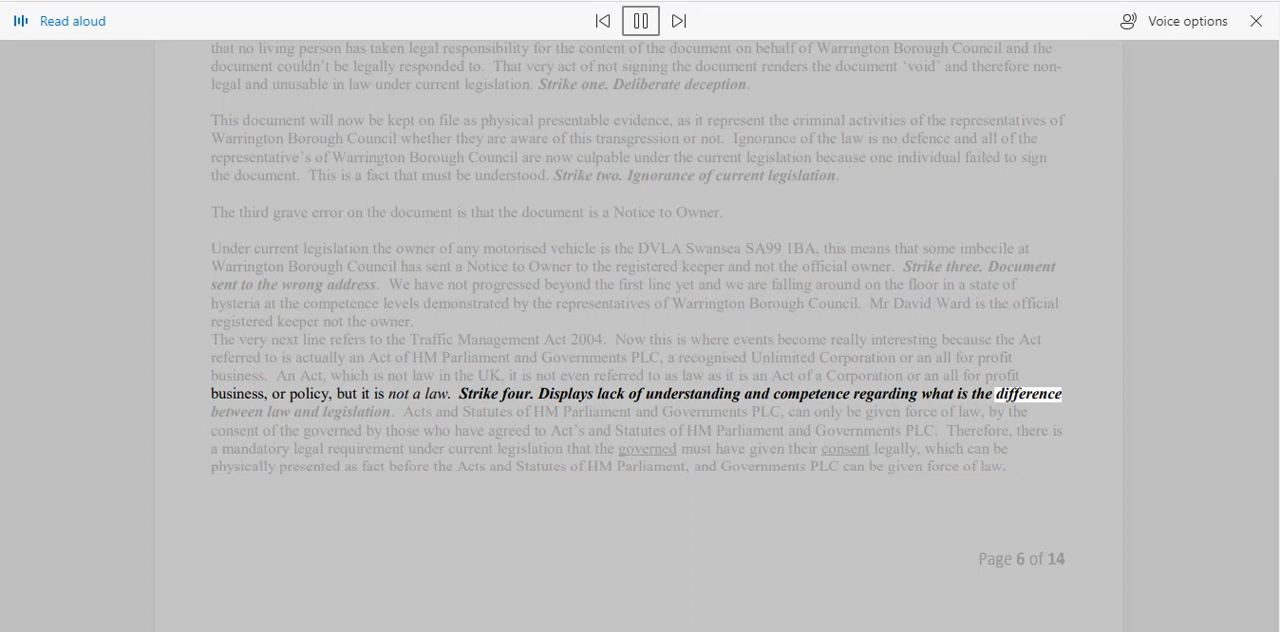 Read aloud
Voice options
that no living person has taken legal responsibility for the content of the document on behalf of Warrington Borough Council and the
document couldn't be legally responded to.  That very act of not signing the document renders the document 'void' and therefore non-
legal and unusable in law under current legislation. Strike one. Deliberate deception.
This document will now be kept on file as physical presentable evidence, as it represent the criminal activities of the representatives of
Warrington Borough Council whether they are aware of this transgression or not.  Ignorance of the law is no defence and all of the
representative's of Warrington Borough Council are now culpable under the current legislation because one individual failed to sign
the document.  This is a fact that must be understood. Strike two. Ignorance of current legislation.
The third grave error on the document is that the document is a Notice to Owner.
Under current legislation the owner of any motorised vehicle is the DVLA Swansea SA99 1BA, this means that some imbecile at
Warrington Borough Council has sent a Notice to Owner to the registered keeper and not the official owner.  Strike three. Document
sent to the wrong address.  We have not progressed beyond the first line yet and we are falling around on the floor in a state of
hysteria at the competence levels demonstrated by the representatives of Warrington Borough Council.  Mr David Ward is the official
registered keeper not the owner.
The very next line refers to the Traffic Management Act 2004.  Now this is where events become really interesting because the Act
referred to is actually an Act of HM Parliament and Governments PLC, a recognised Unlimited Corporation or an all for profit
business.  An Act, which is not law in the UK, it is not even referred to as law as it is an Act of a Corporation or an all for profit
business, or policy, but it is not a law.  Strike four. Displays lack of understanding and competence regarding what is the difference
between law and legislation.  Acts and Statutes of HM Parliament and Governments PLC, can only be given force of law, by the
consent of the governed by those who have agreed to Act's and Statutes of HM Parliament and Governments PLC.  Therefore, there is
a mandatory legal requirement under current legislation that the governed must have given their consent legally, which can be
physically presented as fact before the Acts and Statutes of HM Parliament, and Governments PLC can be given force of law.
Page 6 of 14